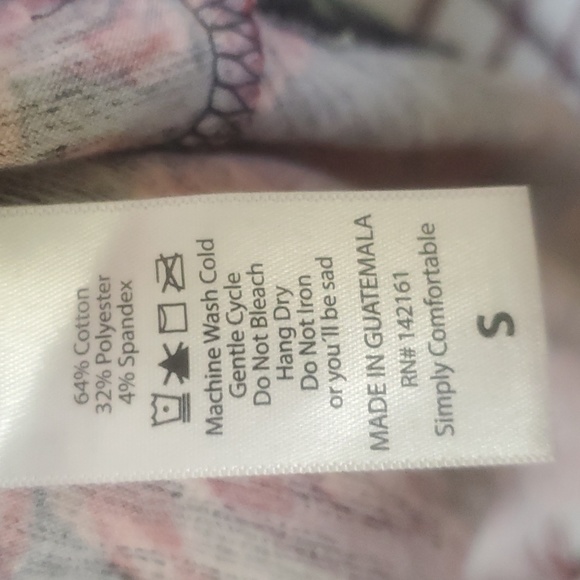 64% Cotton
32% Polyester
4% Spandex
Machine Wash Cold
Gentle Cycle
Do Not Bleach
Hang Dry
Do Not Iron
or you'll be sad
MADE IN GUATEMALA
RN# 142161
Simply Comfortable
S